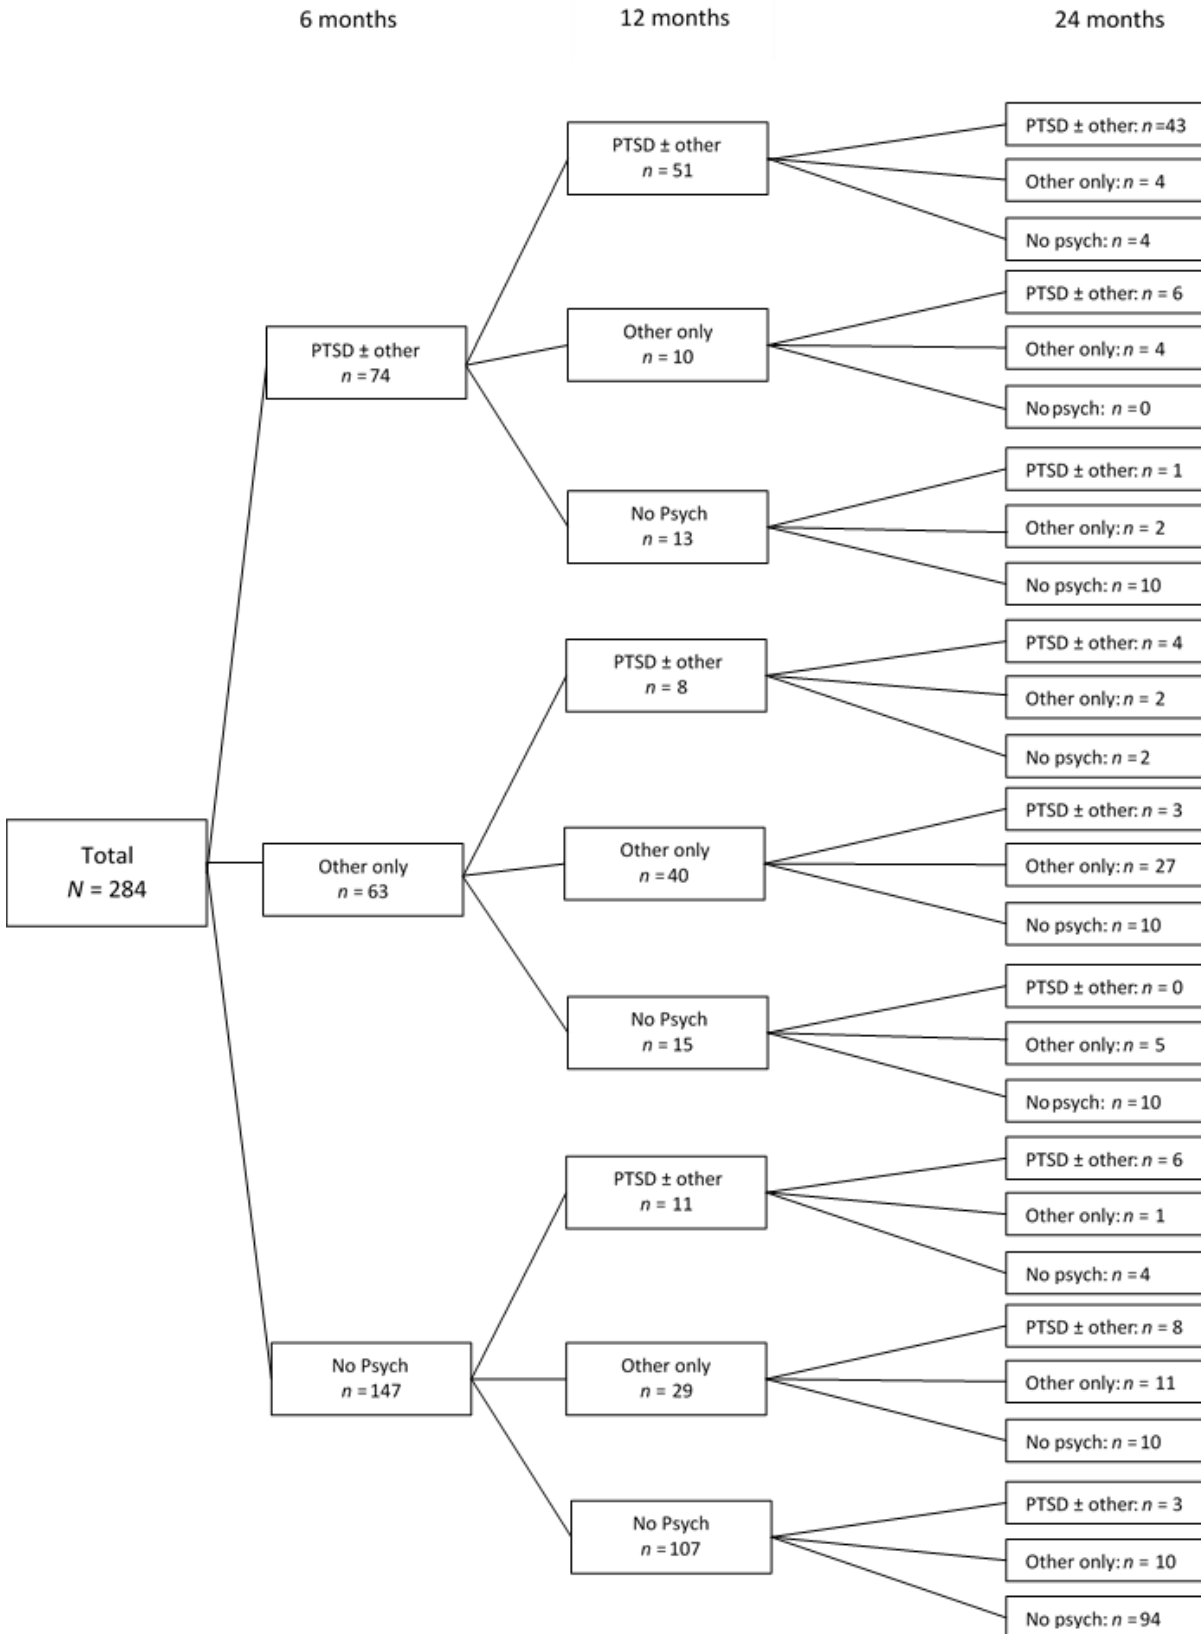 6 months
12 months
24 months
PTSD ± other
n = 51
PTSD ± other: n =43
Other only: n = 4
No psych: n = 4
PTSD ± other
n = 74
Other only
n = 10
PTSD ± other: n = 6
Other only: n = 4
No psych: n = 0
No Psych
n = 13
PTSD ± other: n = 1
Other only: n = 2
No psych: n = 10
Total
N = 284
Other only
n = 63
PTSD ± other
n = 8
PTSD ± other: n = 4
Other only: n = 2
No psych: n = 2
Other only
n = 40
PTSD ± other: n = 3
Other only: n = 27
No psych: n = 10
No Psych
n = 15
PTSD ± other: n = 0
Other only: n = 5
No psych: n = 10
No Psych
n = 147
PTSD ± other
n = 11
PTSD ± other: n = 6
Other only: n = 1
No psych: n = 4
Other only
n = 29
PTSD ± other: n = 8
Other only: n = 11
No psych: n = 10
No Psych
n = 107
PTSD ± other: n = 3
Other only: n = 10
No psych: n = 94